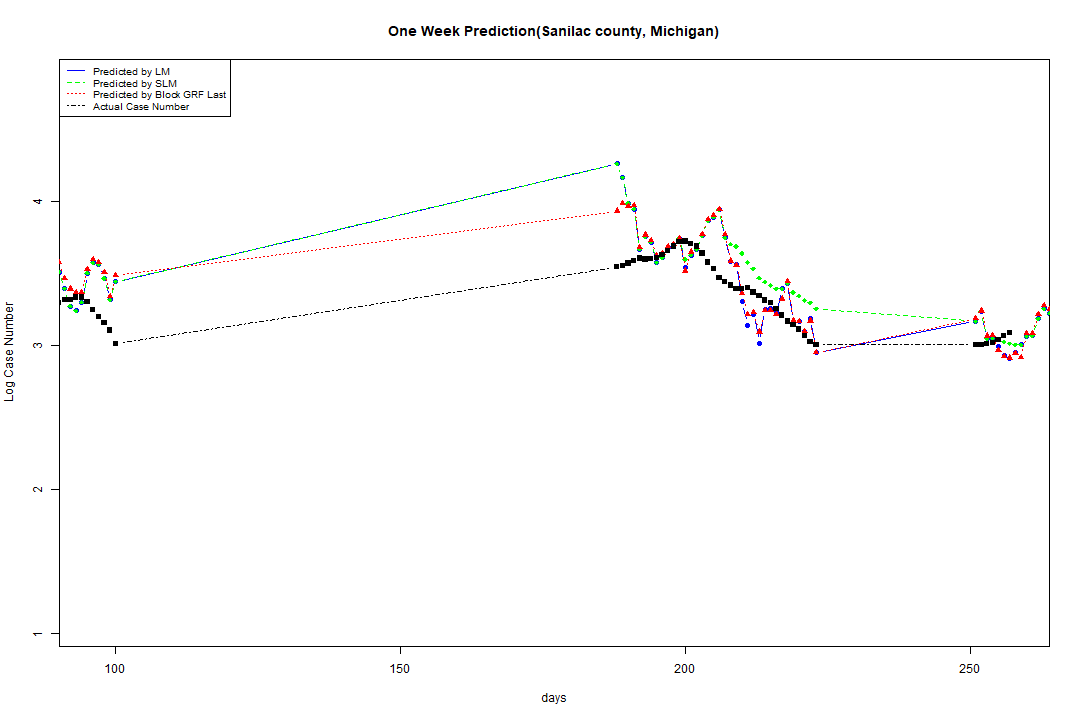 One Week Prediction(Sanilac county, Michigan)
Predicted by LM
Predicted by SLM
Predicted by Block GRF Last
Actual Case Number
4
3
2
1
Log Case Number
100 150 200 250
days